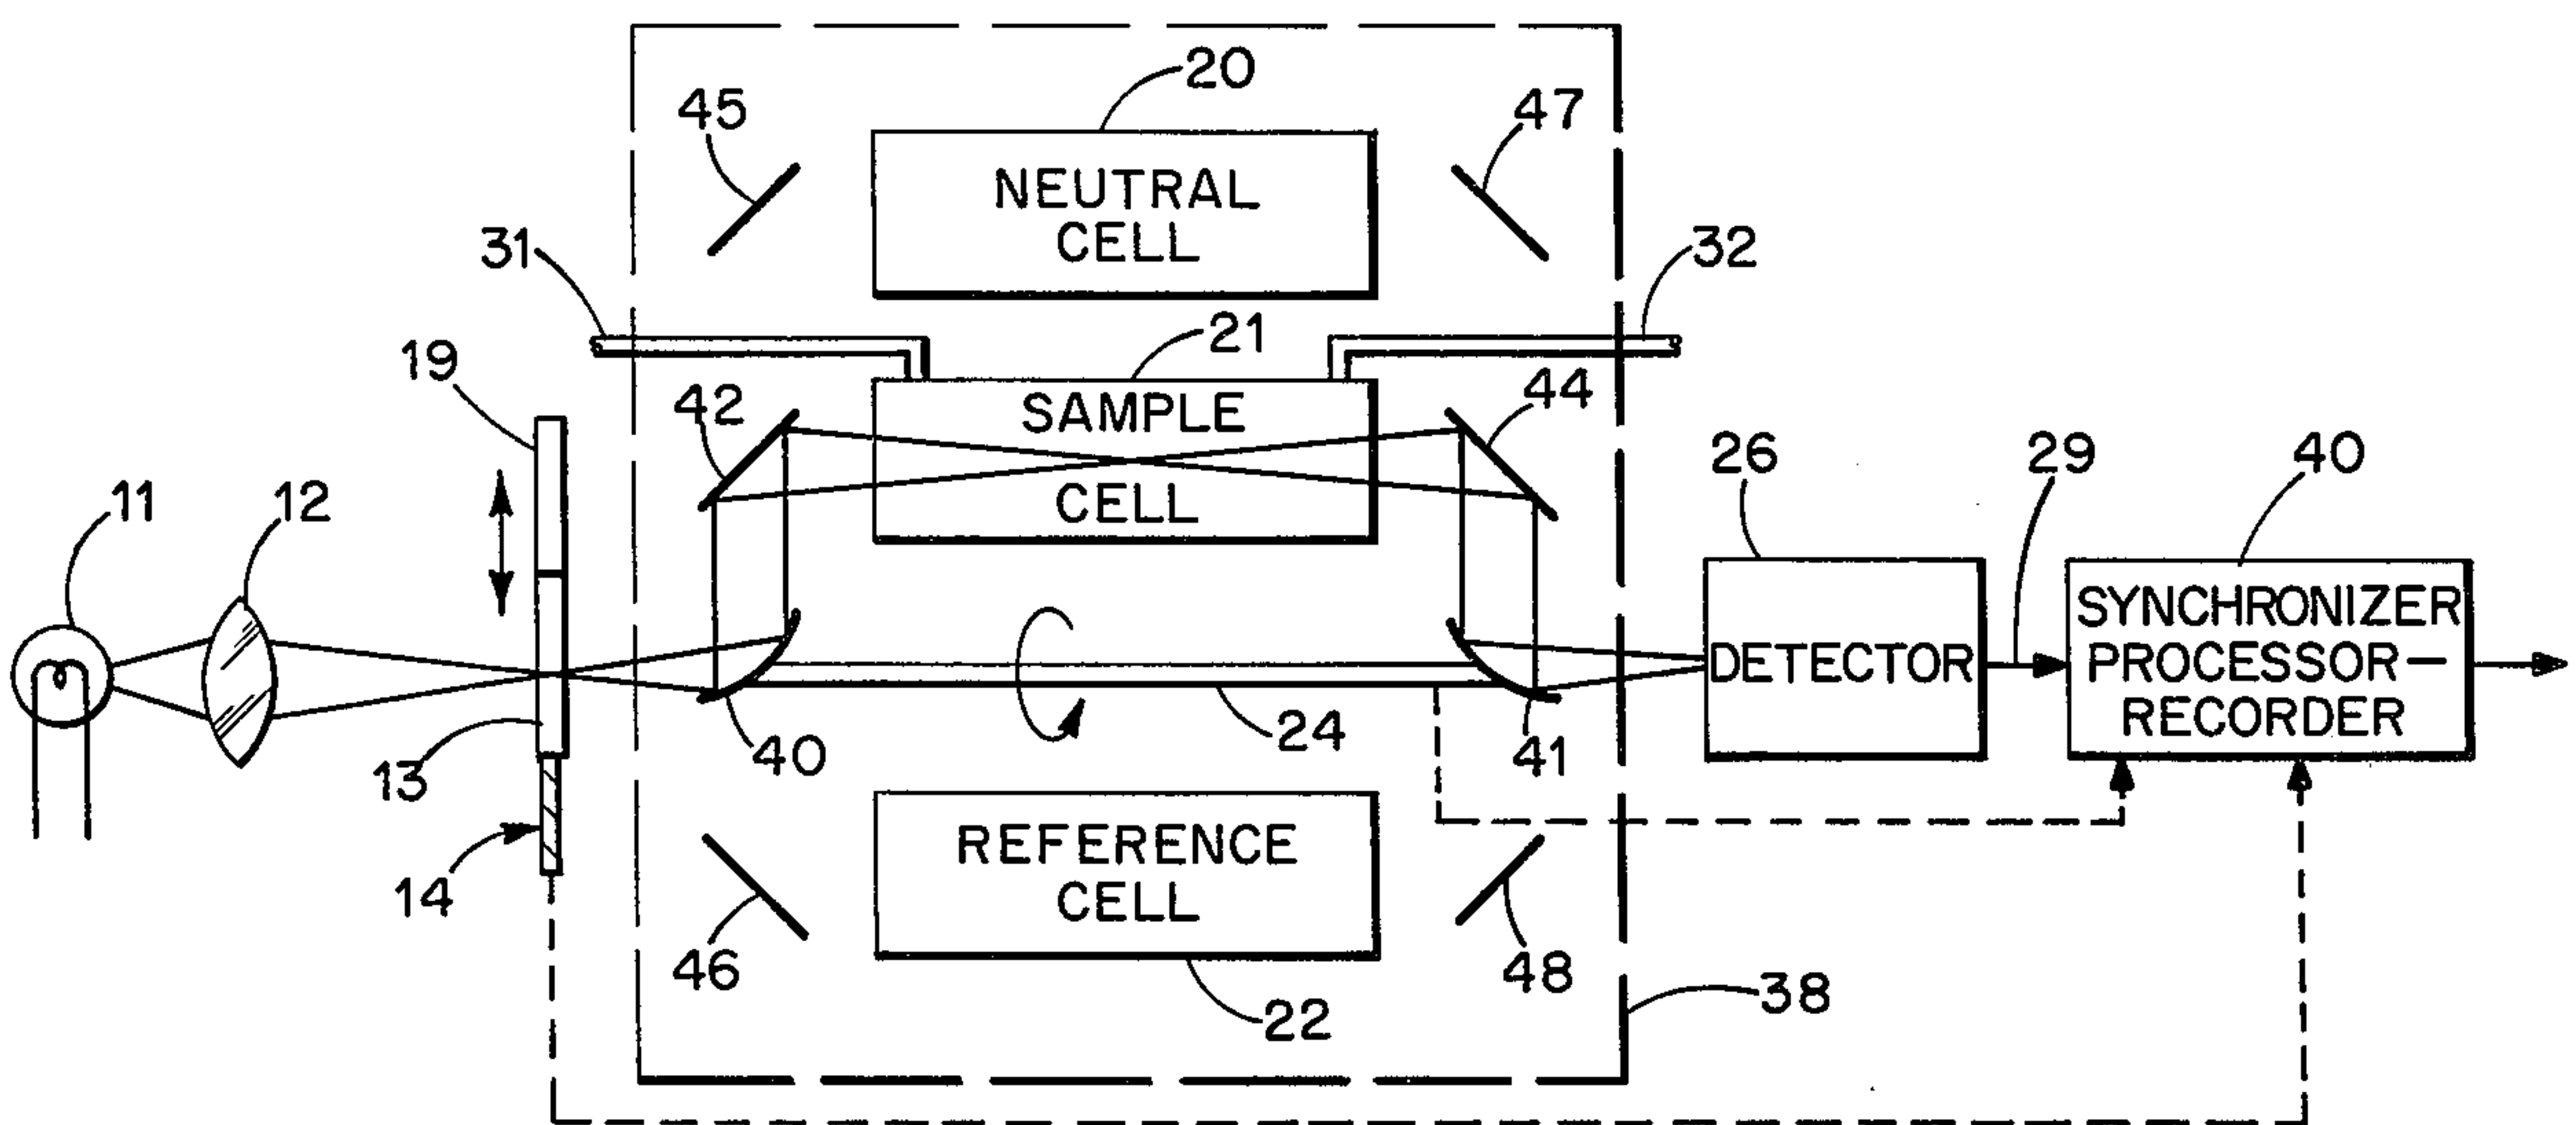 20
45
47
NEUTRAL
CELL
31
32
21
19
42
SAMPLE
44
CELL
11
12
26
29
40
SYNCHRONIZER
DETECTOR
PROCESSOR—
RECORDER
13
40
24
41
14
REFERENCE
CELL
46
48
22
38